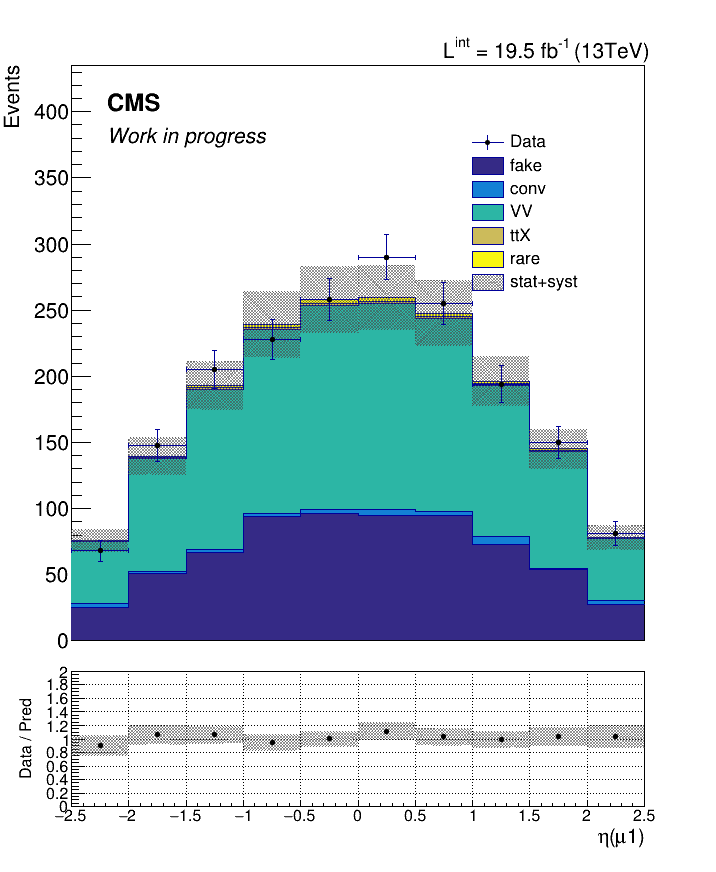 L^int = 19.5 fb^-1 (13TeV)
Events
CMS
Work in progress
Data
fake
conv
VV
ttX
rare
stat+syst
400
350
300
250
200
150
100
50
0
Data / Pred
2
1.8
1.6
1.4
1.2
1
0.8
0.6
0.4
0.2
0
−2.5 −2 −1.5 −1 −0.5 0 0.5 1 1.5 2 2.5
η(μ1)